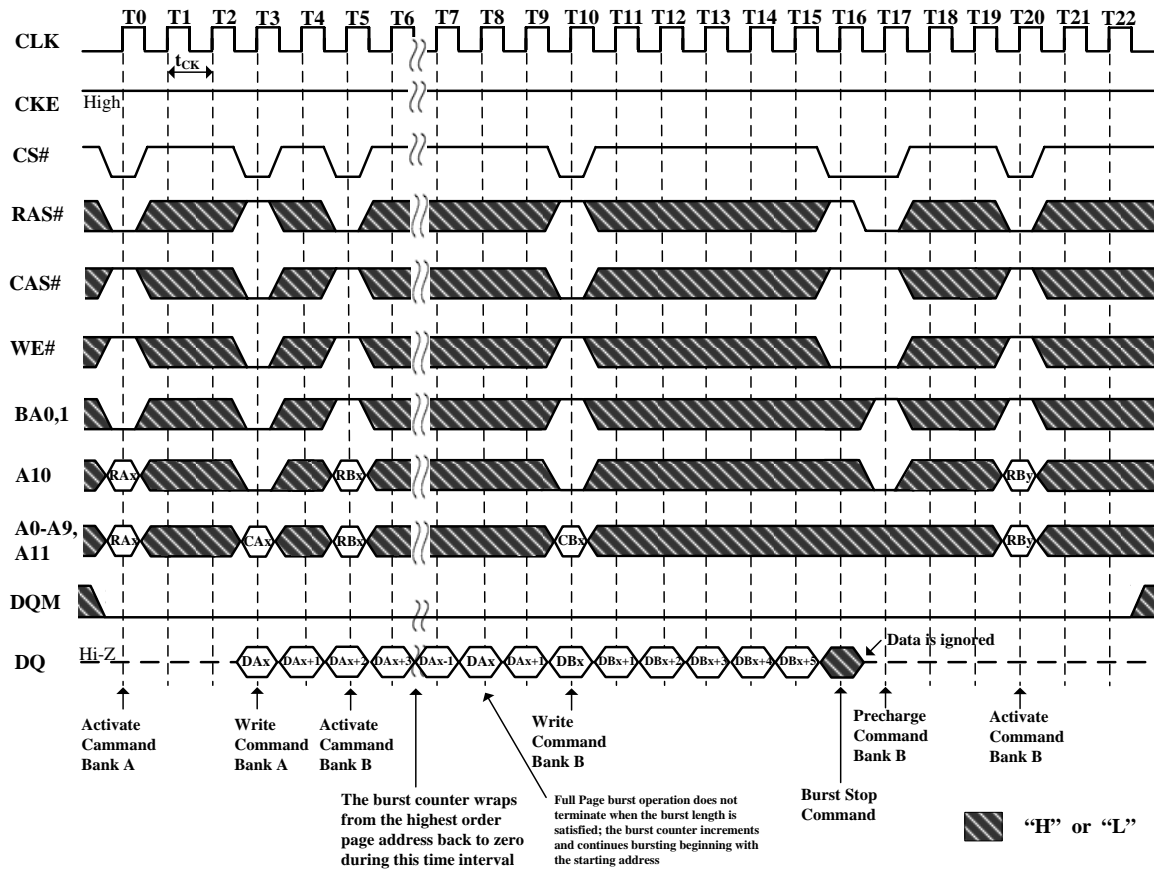 T0 T1 T2 T3 T4 T5 T6 T7 T8 T9 T10 T11 T12 T13 T14 T15 T16 T17 T18 T19 T20 T21 T22
CLK
tCK
CKE High
CS#
RAS#
CAS#
WE#
BA0,1
A10 RAx RBx RBy
A0-A9,
A11
RAx CAx RBx CBx RBy
DQM
Data is ignored
DQ Hi-Z DAx DAx+1 DAx+2 DAx+3 DAx-1 DAx DAx+1 DBx DBx+1 DBx+2 DBx+3 DBx+4 DBx+5
Activate
Cammand
Bank A
Write
Command
Bank A
Activate
Cammand
Bank B
Write
Command
Bank B
Precharge
Command
Bank B
Activate
Command
Bank B
The burst counter wraps
from the highest order
page address back to zero
during this time interval
Full Page burst operation does not
terminate when the burst length is
satisfied; the burst counter increments
and continues bursting beginning with
the starting address
Burst Stop
Command
“H” or “L”